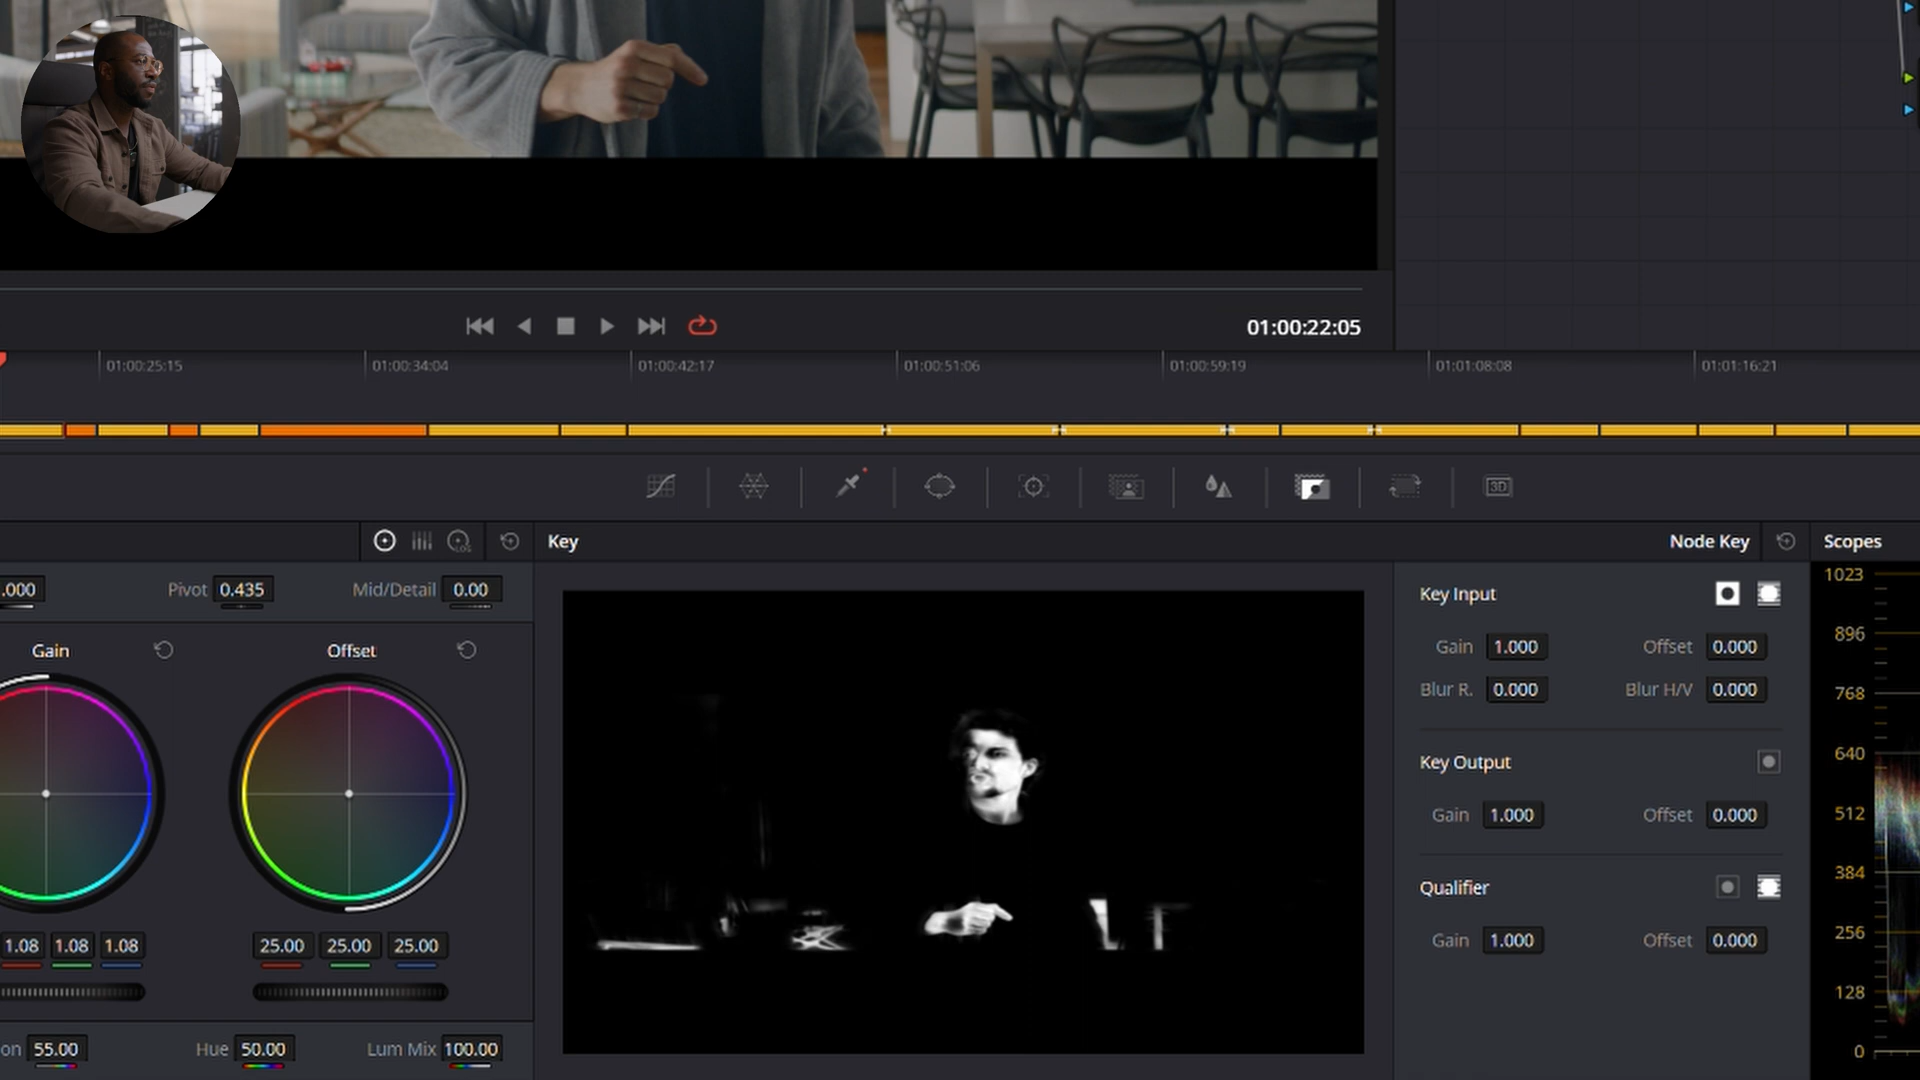 01:00:22:05
01:00:25:15 01:00:34:04 01:00:42:17 01:00:51:06 01:00:59:19 01:01:08:08 01:01:16:21
3D
LOG
Key
Node Key
Scopes
.000 Pivot 0.435 Mid/Detail 0.00
Gain Offset
1.08 1.08 1.08 25.00 25.00 25.00
on 55.00 Hue 50.00 Lum Mix 100.00
Key Input
Gain 1.000 Offset 0.000
Blur R. 0.000 Blur H/V 0.000
Key Output
Gain 1.000 Offset 0.000
Qualifier
Gain 1.000 Offset 0.000
1023
896
768
640
512
384
256
128
0